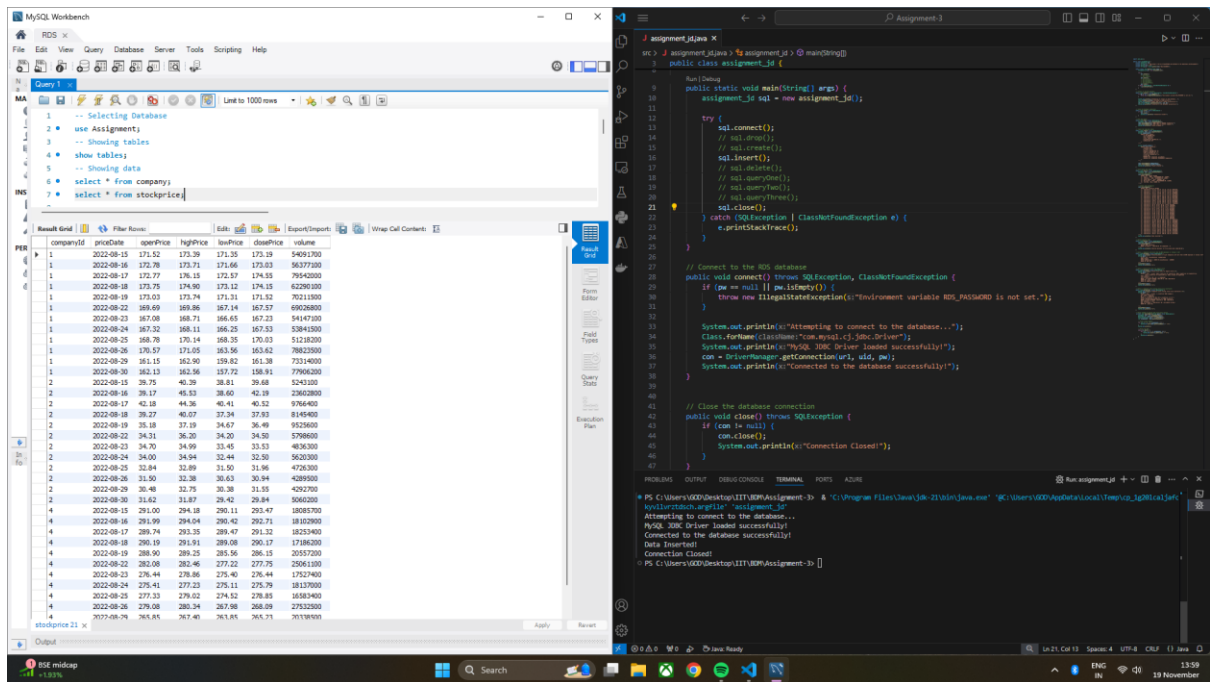 MySQL Workbench
RDS
File Edit View Query Database Server Tools Scripting Help
Query 1
Limit to 1000 rows
1 -- Selecting Database
2 use Assignment;
3 -- Showing tables
4 show tables;
5 -- Showing data
6 select * from company;
7 select * from stockprice;
Result Grid Filter Rows: Edit: Export/Import: Wrap Cell Content:
companyId priceDate openPrice highPrice lowPrice closePrice volume
1 2022-08-15 171.52 173.39 171.35 173.19 54091700
1 2022-08-16 172.78 173.71 171.66 173.03 56377100
1 2022-08-17 172.77 176.15 172.57 174.55 79542000
1 2022-08-18 173.75 174.90 173.12 174.15 62290100
1 2022-08-19 173.03 173.74 171.31 171.52 70211500
1 2022-08-22 169.69 169.86 167.14 167.57 69026800
1 2022-08-23 167.08 168.71 166.65 167.23 54147100
1 2022-08-24 167.32 168.11 166.25 167.53 53841500
1 2022-08-25 168.78 170.14 168.35 170.03 51218200
1 2022-08-26 170.57 171.05 163.56 163.62 78823500
1 2022-08-29 161.15 162.90 159.82 161.38 73314000
1 2022-08-30 162.13 162.56 157.72 158.91 77906200
2 2022-08-15 39.75 40.39 38.81 39.68 5243100
2 2022-08-16 39.17 45.53 38.60 42.19 23602800
2 2022-08-17 42.18 44.36 40.41 40.52 9766400
2 2022-08-18 39.27 40.07 37.34 37.93 8145400
2 2022-08-19 35.18 37.19 34.67 36.49 9525600
2 2022-08-22 34.31 36.20 34.20 34.50 5798600
2 2022-08-23 34.70 34.99 33.45 33.53 4836300
2 2022-08-24 34.00 34.94 32.44 32.50 5620300
2 2022-08-25 32.84 32.89 31.50 31.96 4726300
2 2022-08-26 31.50 32.38 30.63 30.94 4289500
2 2022-08-29 30.48 32.75 30.38 31.55 4292700
2 2022-08-30 31.62 31.87 29.42 29.84 5060200
4 2022-08-15 291.00 294.18 290.11 293.47 18085700
4 2022-08-16 291.99 294.04 290.42 292.71 18102900
4 2022-08-17 289.74 293.35 289.47 291.32 18253400
4 2022-08-18 290.19 291.91 289.08 290.17 17186200
4 2022-08-19 288.90 289.25 285.56 286.15 20557200
4 2022-08-22 282.08 282.46 277.22 277.75 25061100
4 2022-08-23 276.44 278.86 275.40 276.44 17527400
4 2022-08-24 275.41 277.23 275.11 275.79 18137000
4 2022-08-25 277.33 279.02 274.52 278.85 16583400
4 2022-08-26 279.08 280.34 267.98 268.09 27532500
4 2022-08-29 265.85 267.40 263.85 265.23 20338500
Result Grid
Form Editor
Field Types
Query Stats
Execution Plan
stockprice 21
Apply Revert
Output
Assignment-3
assignment_jd.java
src > assignment_jd.java > assignment_jd > main(String[])
3 public class assignment_jd {
Run | Debug
9 public static void main(String[] args) {
10 assignment_jd sql = new assignment_jd();
11
12 try {
13 sql.connect();
14 // sql.drop();
15 // sql.create();
16 sql.insert();
17 // sql.delete();
18 // sql.queryOne();
19 // sql.queryTwo();
20 // sql.queryThree();
21 sql.close();
22 } catch (SQLException | ClassNotFoundException e) {
23 e.printStackTrace();
24 }
25 }
26
27 // Connect to the RDS database
28 public void connect() throws SQLException, ClassNotFoundException {
29 if (pw == null || pw.isEmpty()) {
30 throw new IllegalStateException(s:"Environment variable RDS_PASSWORD is not set.");
31 }
32
33 System.out.println(x:"Attempting to connect to the database...");
34 Class.forName(className:"com.mysql.cj.jdbc.Driver");
35 System.out.println(x:"MySQL JDBC Driver loaded successfully!");
36 con = DriverManager.getConnection(url, uid, pw);
37 System.out.println(x:"Connected to the database successfully!");
38 }
39
40
41 // Close the database connection
42 public void close() throws SQLException {
43 if (con != null) {
44 con.close();
45 System.out.println(x:"Connection Closed!");
46 }
47 }
PROBLEMS OUTPUT DEBUG CONSOLE TERMINAL PORTS AZURE
Run: assignment_jd
PS C:\Users\GOD\Desktop\IIT\BDM\Assignment-3> & 'C:\Program Files\Java\jdk-21\bin\java.exe'
Attempting to connect to the database...
MySQL JDBC Driver loaded successfully!
Connected to the database successfully!
Data Inserted!
Connection Closed!
PS C:\Users\GOD\Desktop\IIT\BDM\Assignment-3>
Java: Ready
Ln 21, Col 13 Spaces: 4 UTF-8 CRLF {} Java
BSE midcap
+1.93%
Search
ENG
IN
13:59
19 November